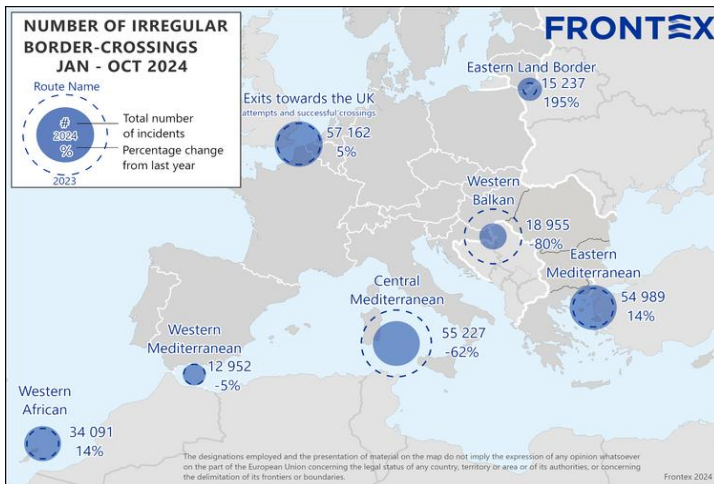 NUMBER OF IRREGULAR
BORDER-CROSSINGS
JAN - OCT 2024
Route Name
#
2024
%
2023
Total number
of incidents
Percentage change
from last year
FRONTEX
Eastern Land Border
15 237
195%
Exits towards the UK
attempts and successful crossings
57 162
5%
Western
Balkan
18 955
-80%
Eastern
Mediterranean
54 989
14%
Central
Mediterranean
55 227
-62%
Western
Mediterranean
12 952
-5%
Western
African
34 091
14%
The designations employed and the presentation of material on the map do not imply the expression of any opinion whatsoever
on the part of the European Union concerning the legal status of any country, territory or area or of its authorities, or concerning
the delimitation of its frontiers or boundaries.
Frontex 2024